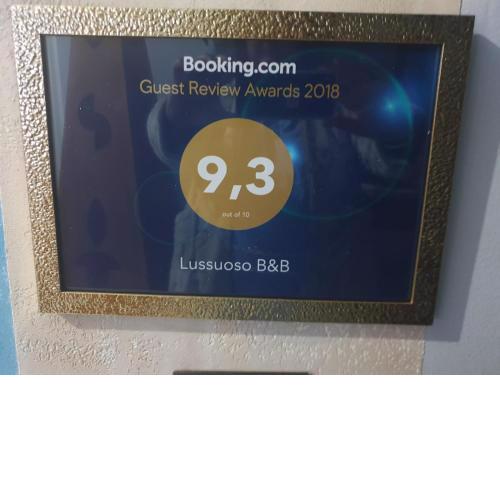 Booking.com
Guest Review Awards 2018
9,3
out of 10
Lussuoso B&B